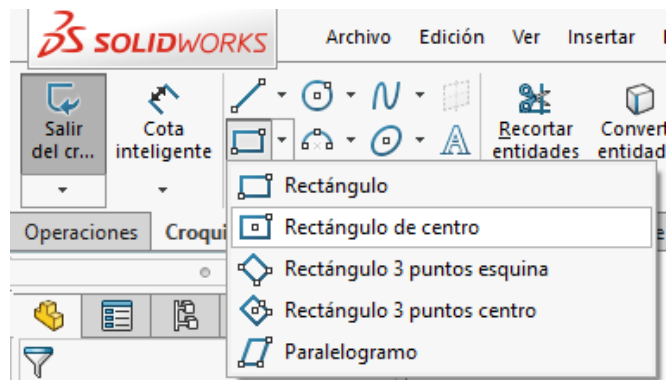 SOLIDWORKS Archivo Edición Ver Insertar
Salir del cr...
Cota inteligente
Recortar entidades
Convert entidad
Rectángulo
Rectángulo de centro
Rectángulo 3 puntos esquina
Rectángulo 3 puntos centro
Paralelogramo
Operaciones Croqui